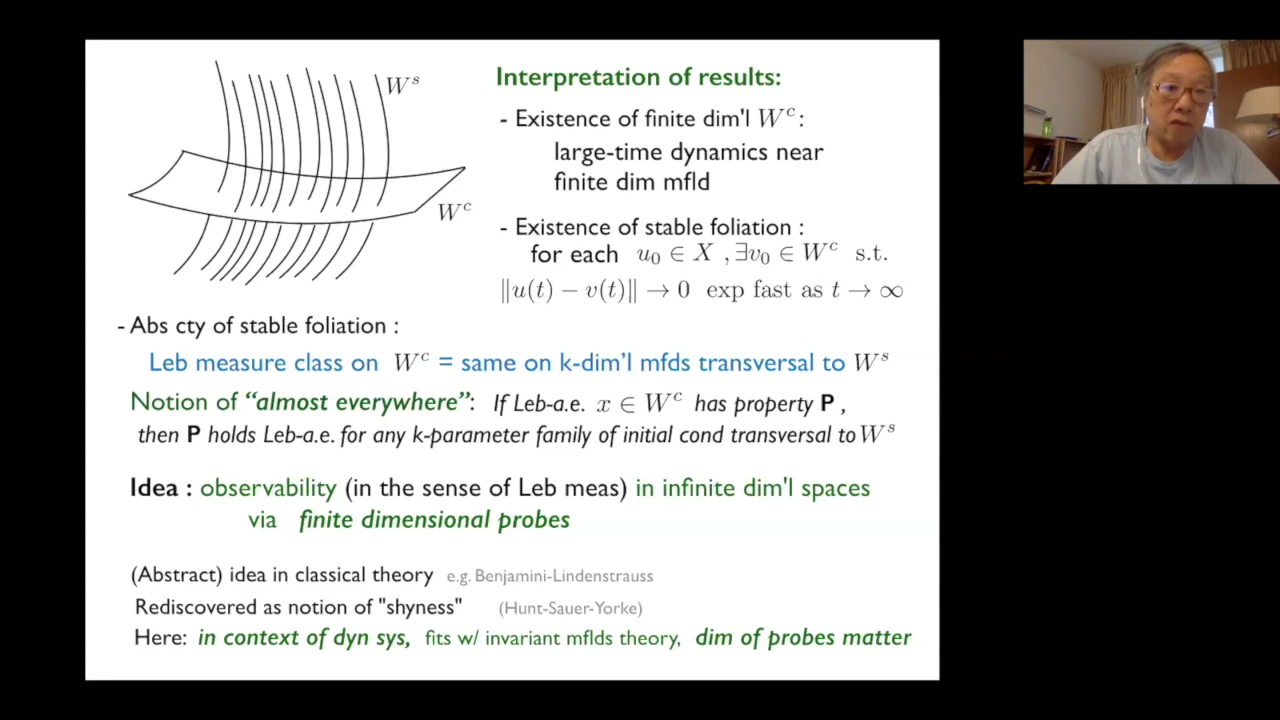 W^s
W^c
Interpretation of results:
- Existence of finite dim'l W^c:
large-time dynamics near
finite dim mfld
- Existence of stable foliation :
for each u_0 ∈ X , ∃v_0 ∈ W^c s.t.
||u(t) − v(t)|| → 0 exp fast as t → ∞
- Abs cty of stable foliation :
Leb measure class on W^c = same on k-dim'l mfds transversal to W^s
Notion of "almost everywhere": If Leb-a.e. x ∈ W^c has property P ,
then P holds Leb-a.e. for any k-parameter family of initial cond transversal to W^s
Idea : observability (in the sense of Leb meas) in infinite dim'l spaces
via finite dimensional probes
(Abstract) idea in classical theory e.g. Benjamini-Lindenstrauss
Rediscovered as notion of "shyness" (Hunt-Sauer-Yorke)
Here: in context of dyn sys, fits w/ invariant mflds theory, dim of probes matter